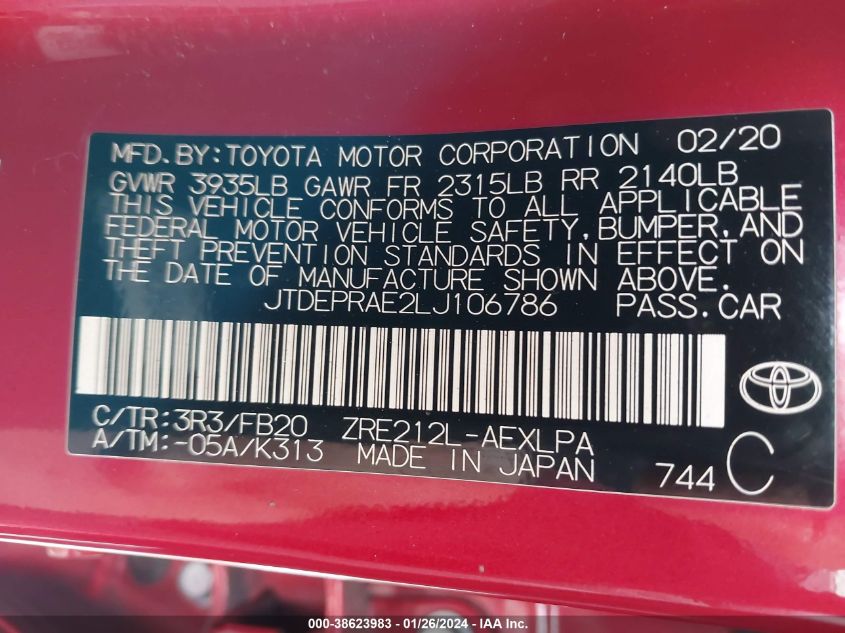 MFD.BY:TOYOTA MOTOR CORPORATION 02/20
GVWR 3935LB GAWR FR 2315LB RR 2140LB
THIS VEHICLE CONFORMS TO ALL APPLICABLE
FEDERAL MOTOR VEHICLE SAFETY,BUMPER,AND
THEFT PREVENTION STANDARDS IN EFFECT ON
THE DATE OF MANUFACTURE SHOWN ABOVE.
JTDEPRAE2LJ106786 PASS.CAR
C/TR:3R3/FB20 ZRE212L-AEXLPA
A/TM:-05A/K313 MADE IN JAPAN 744 C
000-38623983 - 01/26/2024 - IAA Inc.